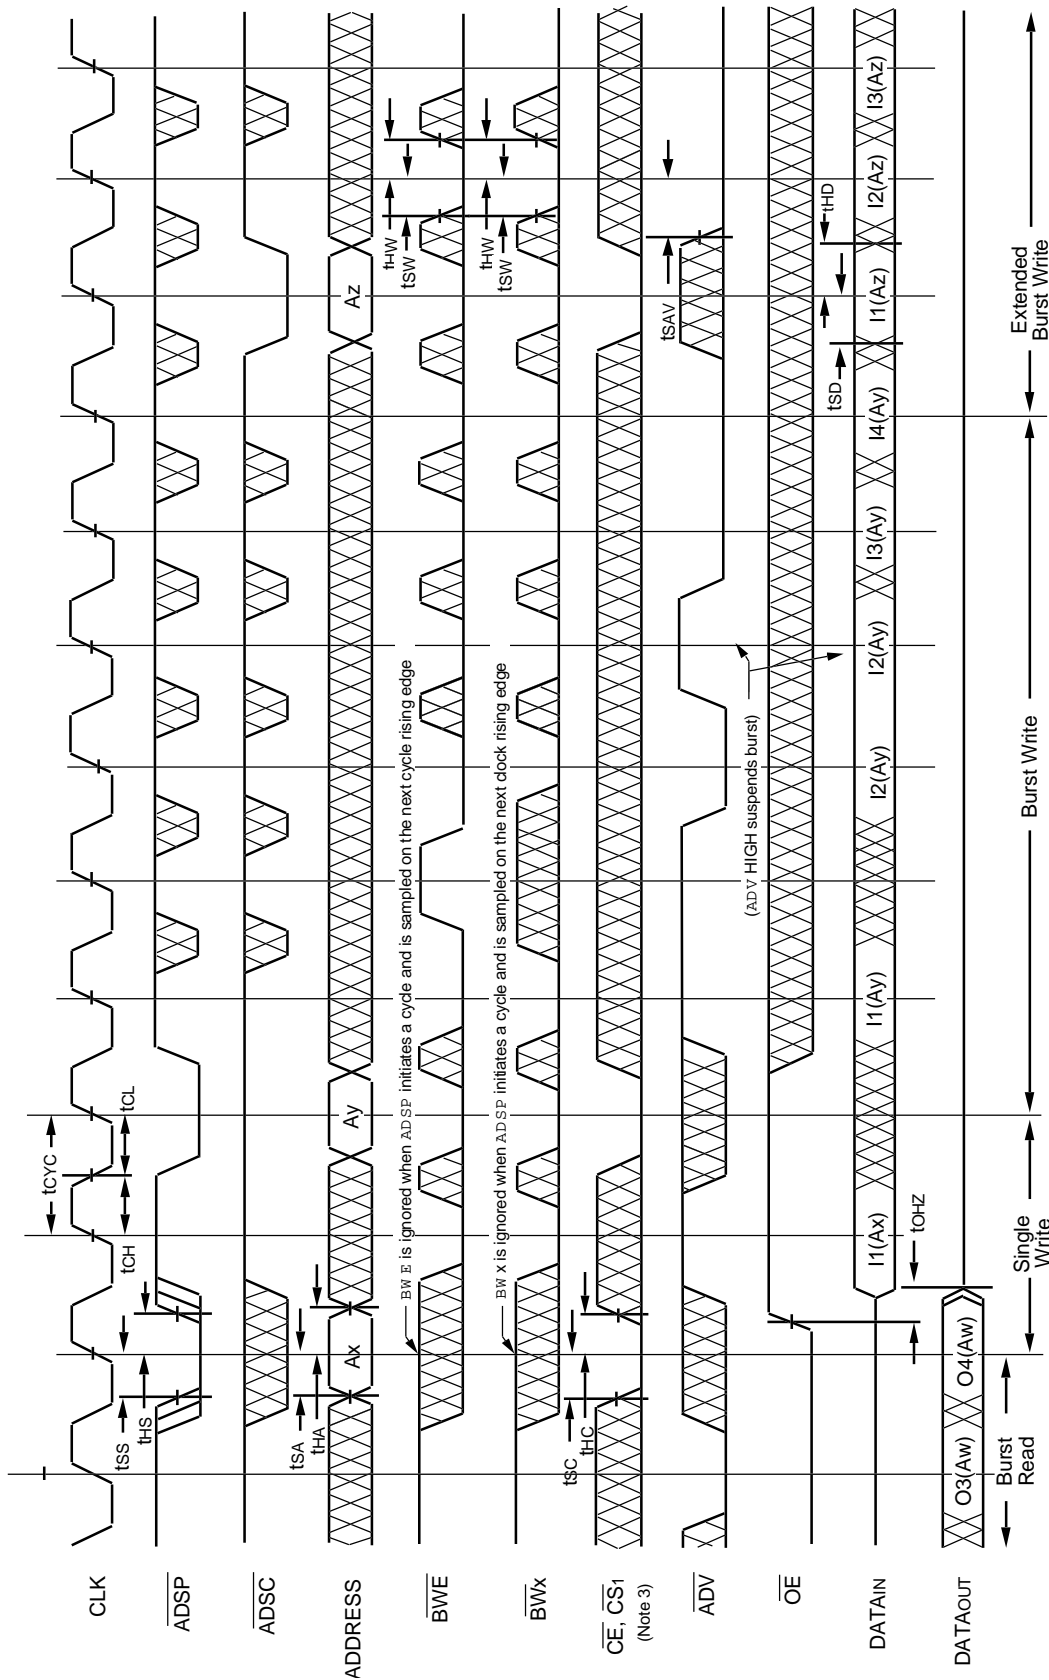 CLK
tCYC
tCH
tCL
ADSP
tSS
tHS
ADSC
ADDRESS
tSA
tHA
Ax
Ay
Az
BWE
BWE is ignored when ADSP initiates a cycle and is sampled on the next cycle rising edge
tHW
tSW
BWx
BWx is ignored when ADSP initiates a cycle and is sampled on the next dock rising edge
tHW
tSW
CE, CS1
(Note 3)
tSC
tHC
ADV
tSAV
(ADV HIGH suspends burst)
OE
DATAIN
I1(Ax)
I1(Ay)
I2(Ay)
I2(Ay)
I3(Ay)
I4(Ay)
I1(Az)
I2(Az)
I3(Az)
tSD
tHD
tOHZ
DATAOUT
O3(Aw)
O4(Aw)
Burst
Read
Single
Write
Burst Write
Extended
Burst Write